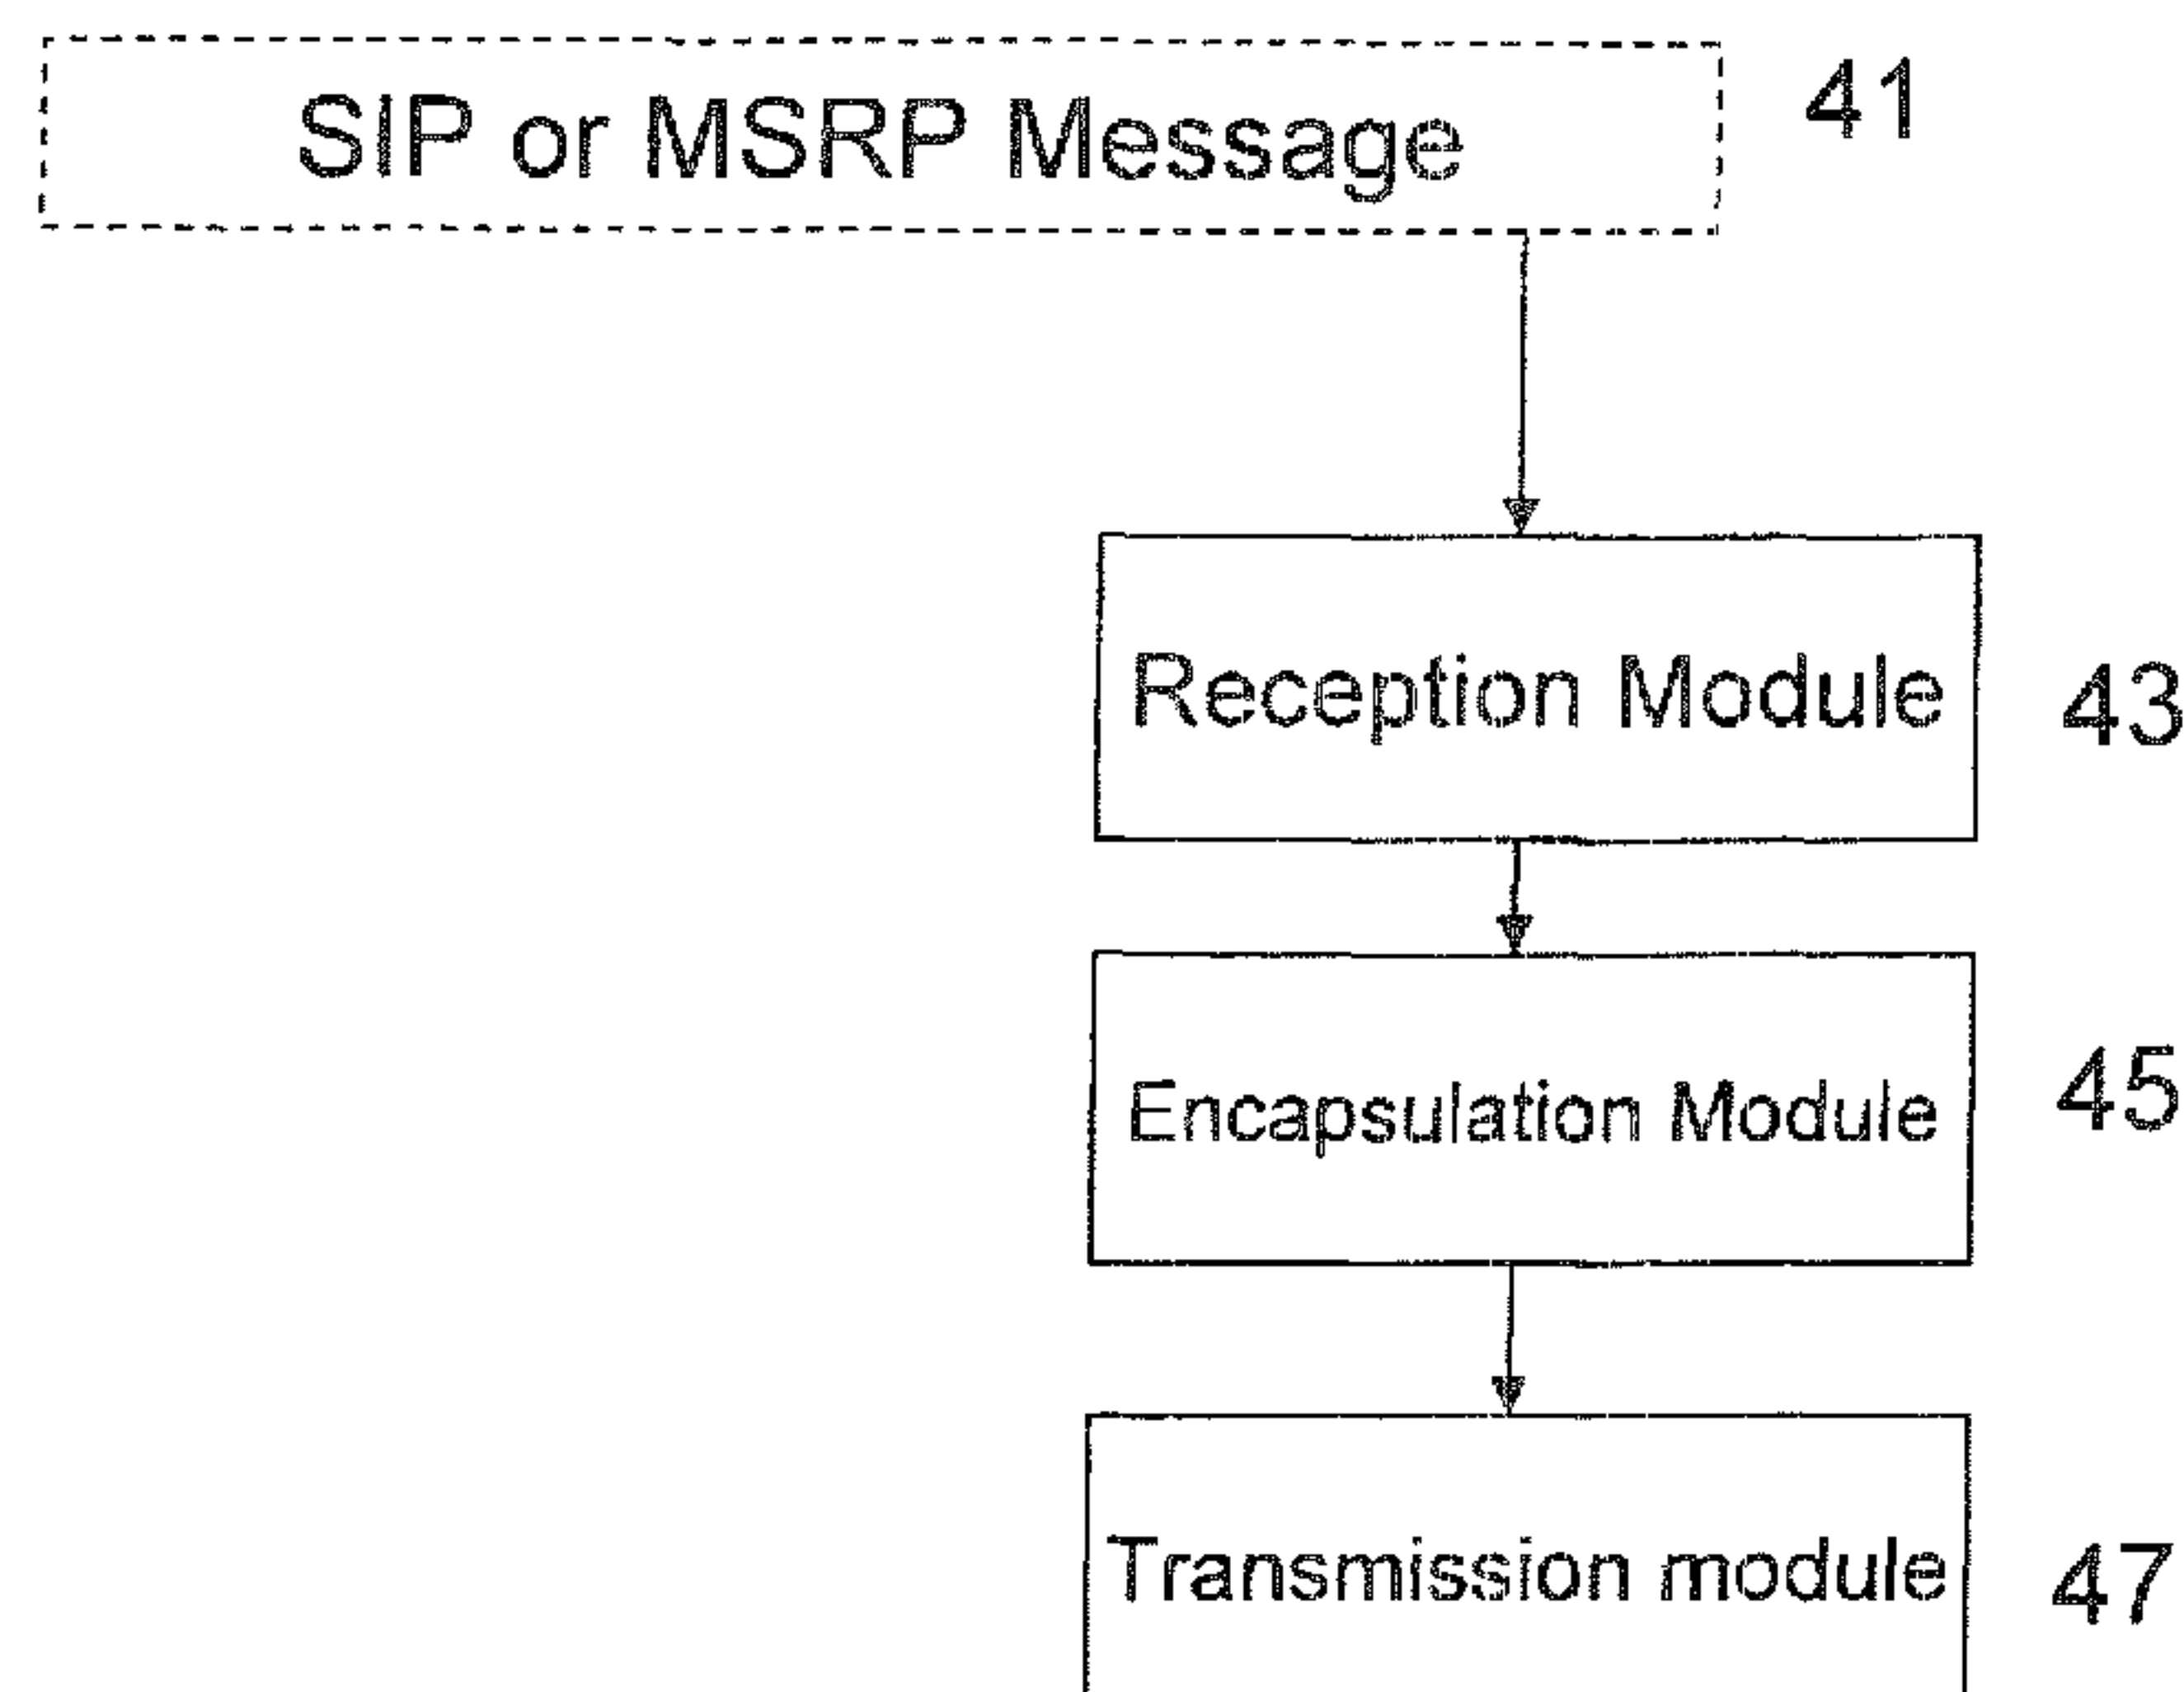 SIP or MSRP Message 41
Reception Module 43
Encapsulation Module 45
Transmission module 47